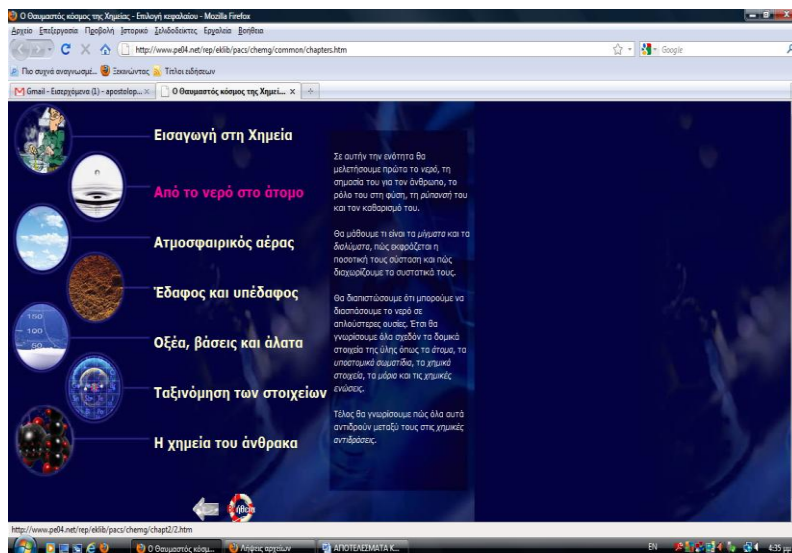 Ο Θαυμαστός κόσμος της Χημείας - Επιλογή κεφαλαίου - Mozilla Firefox
Αρχείο Επεξεργασία Προβολή Ιστορικό Σελιδοδείκτες Εργαλεία Βοήθεια
http://www.pe04.net/rep/eklib/pacs/chemg/common/chapters.htm
Google
Πιο συχνά αναγνωσμέ... Ξεκινώντας Τίτλοι ειδήσεων
Gmail - Εισερχόμενα (1) - apostolop... Ο Θαυμαστός κόσμος της Χημεί...
Εισαγωγή στη Χημεία
Από το νερό στο άτομο
Ατμοσφαιρικός αέρας
Έδαφος και υπέδαφος
150
100
50
Οξέα, βάσεις και άλατα
Ταξινόμηση των στοιχείων
Η χημεία του άνθρακα
Σε αυτήν την ενότητα θα
μελετήσουμε πρώτα το νερό, τη
σημασία του για τον άνθρωπο, το
ρόλο του στη φύση, τη ρύπανσή του
και τον καθαρισμό του.
Θα μάθουμε τι είναι τα μίγματα και τα
διαλύματα, πώς εκφράζεται η
ποσοτική τους σύσταση και πώς
διαχωρίζουμε τα συστατικά τους.
Θα διαπιστώσουμε ότι μπορούμε να
διασπάσουμε το νερό σε
απλούστερες ουσίες. Έτσι θα
γνωρίσουμε όλα σχεδόν τα δομικά
στοιχεία της ύλης όπως τα άτομα, τα
υποατομικά σωματίδια, τα χημικά
στοιχεία, τα μόρια και τις χημικές
ενώσεις.
Τέλος θα γνωρίσουμε πώς όλα αυτά
αντιδρούν μεταξύ τους στις χημικές
αντιδράσεις.
http://www.pe04.net/rep/eklib/pacs/chemg/chapt2/2.htm
Ο Θαυμαστός κόσμ... Λήψεις αρχείων ΑΠΟΤΕΛΕΣΜΑΤΑ Κ... EN 4:35 μμ